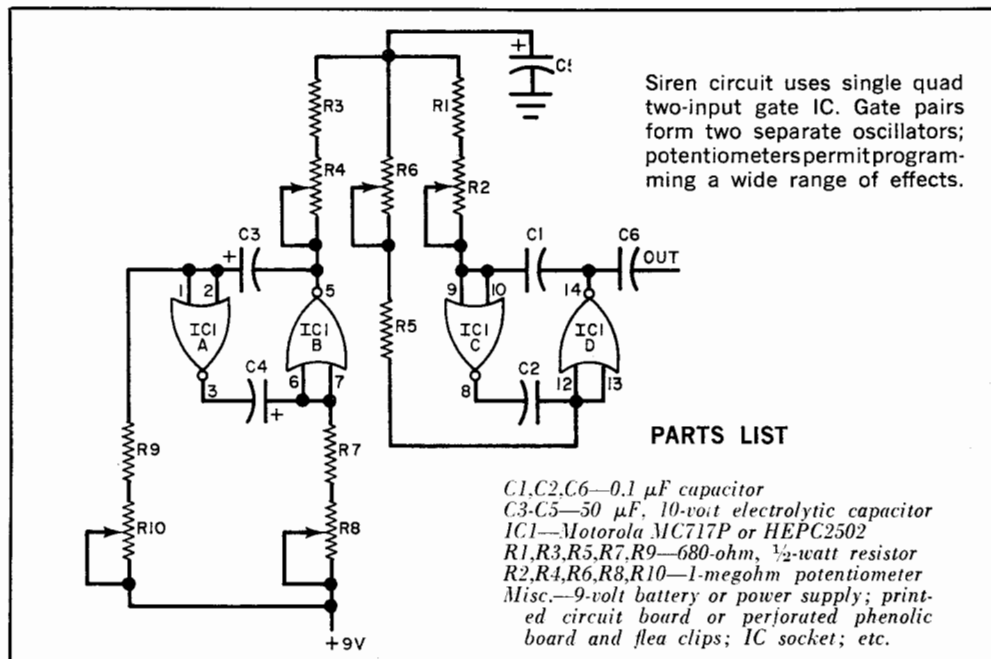 R3
R1
+
Siren circuit uses single quad
two-input gate IC. Gate pairs
form two separate oscillators;
potentiometers permit program-
ming a wide range of effects.
R4
R6
R2
C3
+
C1
C6
OUT
1
2
5
9
10
14
IC1
A
IC1
B
R5
IC1
C
IC1
D
3
C4
+
6
7
8
C2
12
13
R9
R7
R10
R8
+9V
PARTS LIST
C1,C2,C6—0.1 µF capacitor
C3-C5—50 µF, 10-volt electrolytic capacitor
IC1—Motorola MC717P or HEPC2502
R1,R3,R5,R7,R9—680-ohm, ½-watt resistor
R2,R4,R6,R8,R10—1-megohm potentiometer
Misc.—9-volt battery or power supply; print-
ed circuit board or perforated phenolic
board and flea clips; IC socket; etc.